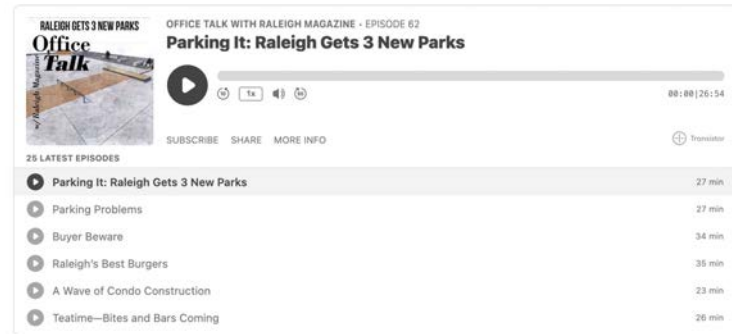 RALEIGH GETS 3 NEW PARKS
Office
Talk
w/ Raleigh Magazine
OFFICE TALK WITH RALEIGH MAGAZINE • EPISODE 62
Parking It: Raleigh Gets 3 New Parks
1x
00:00|26:54
SUBSCRIBE SHARE MORE INFO
Transistor
25 LATEST EPISODES
Parking It: Raleigh Gets 3 New Parks 27 min
Parking Problems 27 min
Buyer Beware 34 min
Raleigh's Best Burgers 35 min
A Wave of Condo Construction 23 min
Teatime—Bites and Bars Coming 26 min